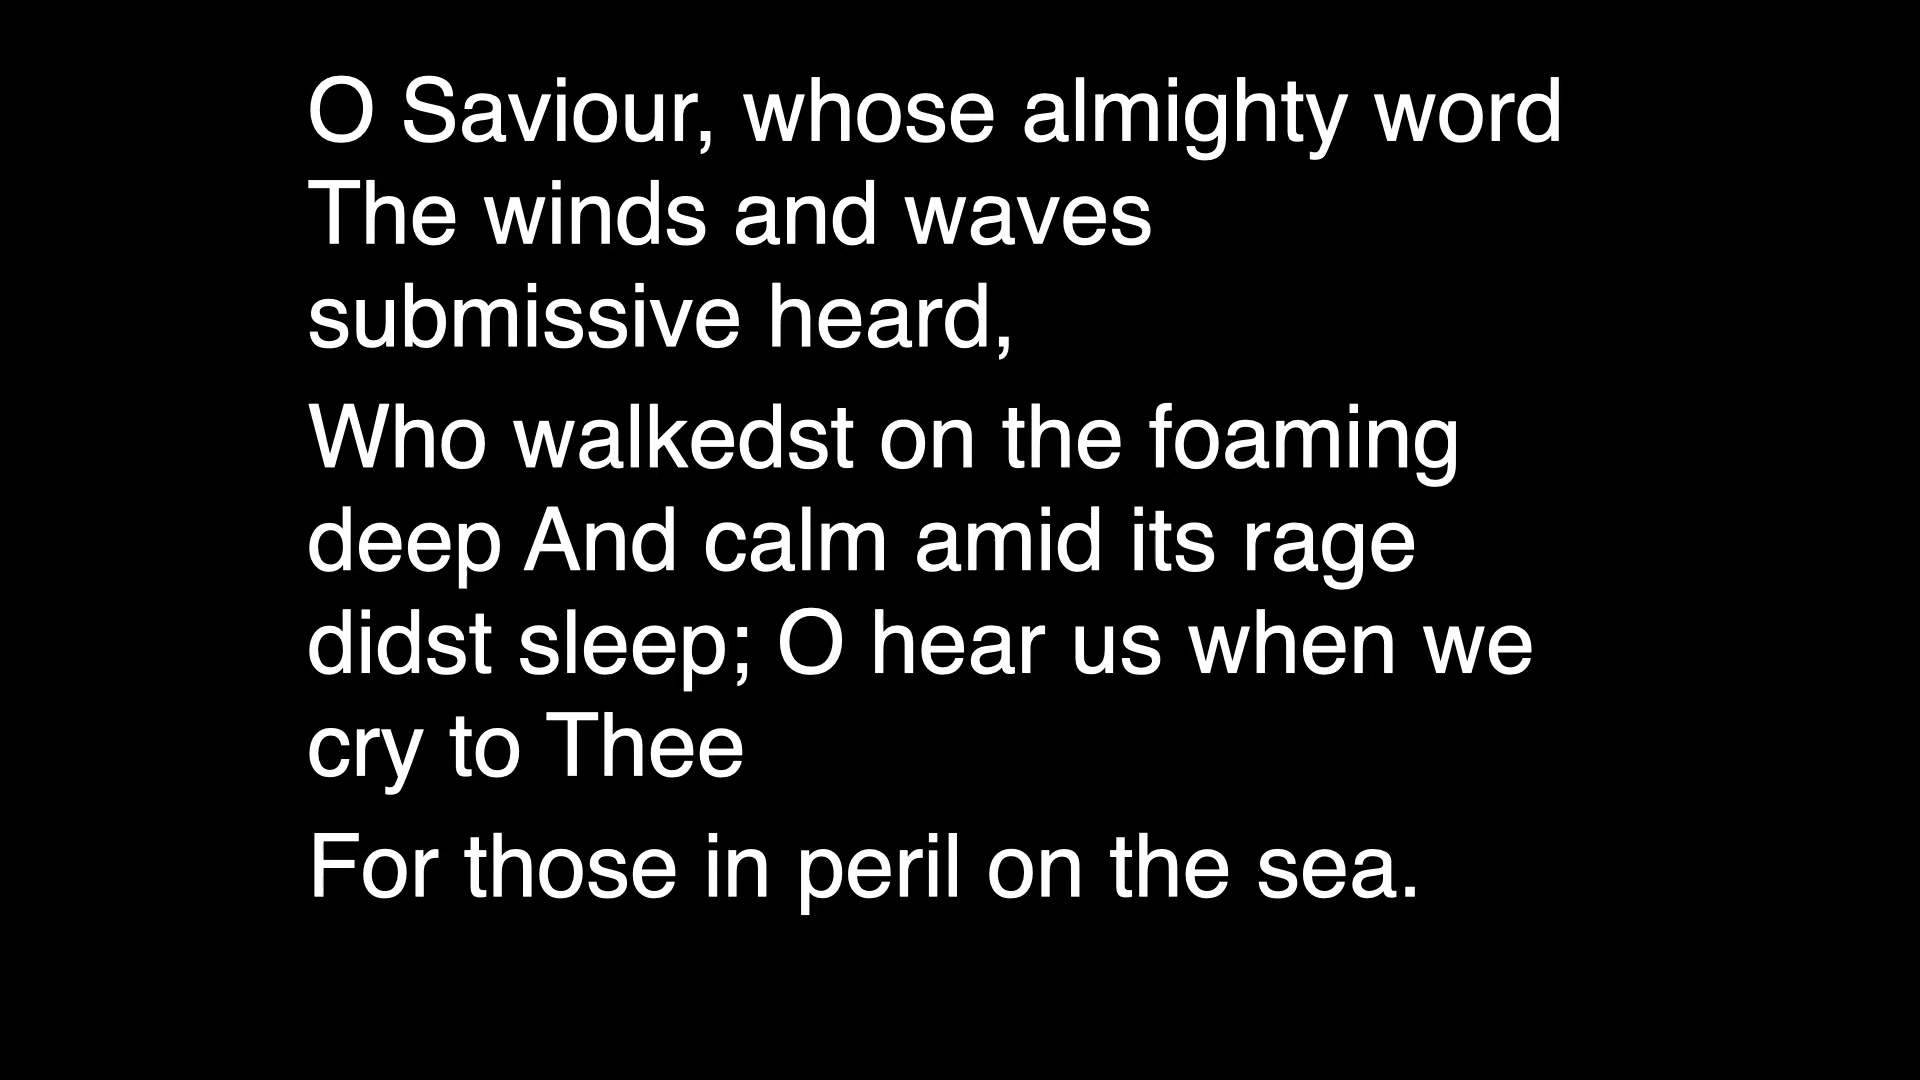 O Saviour, whose almighty word
The winds and waves
submissive heard,
Who walkedst on the foaming
deep And calm amid its rage
didst sleep; O hear us when we
cry to Thee
For those in peril on the sea.